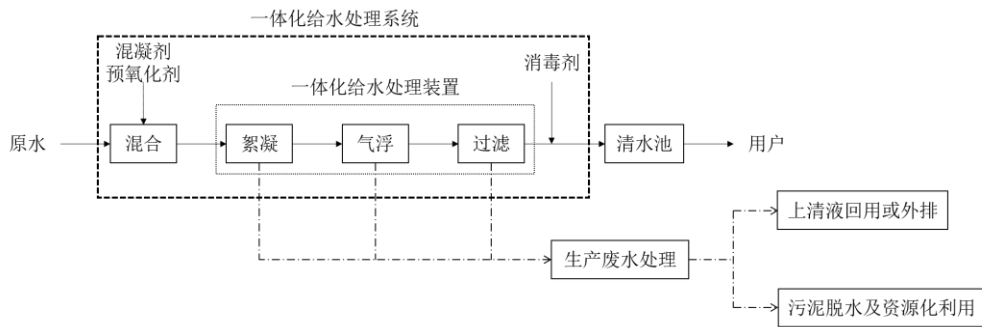 一体化给水处理系统
混凝剂
预氧化剂
消毒剂
一体化给水处理装置
原水
混合
絮凝
气浮
过滤
清水池
用户
上清液回用或外排
生产废水处理
污泥脱水及资源化利用